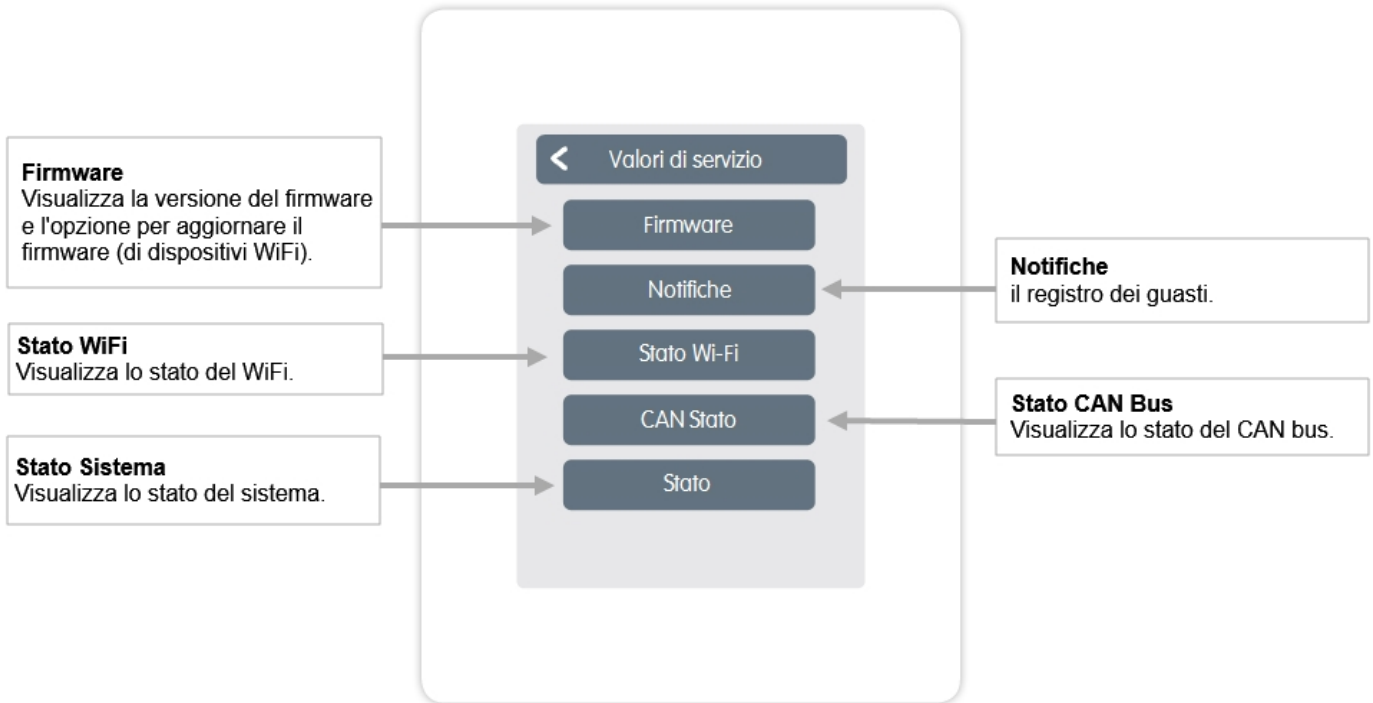 Firmware
Visualizza la versione del firmware
e l'opzione per aggiornare il
firmware (di dispositivi WiFi).
Stato WiFi
Visualizza lo stato del WiFi.
Stato Sistema
Visualizza lo stato del sistema.
Valori di servizio
Firmware
Notifiche
Stato Wi-Fi
CAN Stato
Stato
Notifiche
il registro dei guasti.
Stato CAN Bus
Visualizza lo stato del CAN bus.